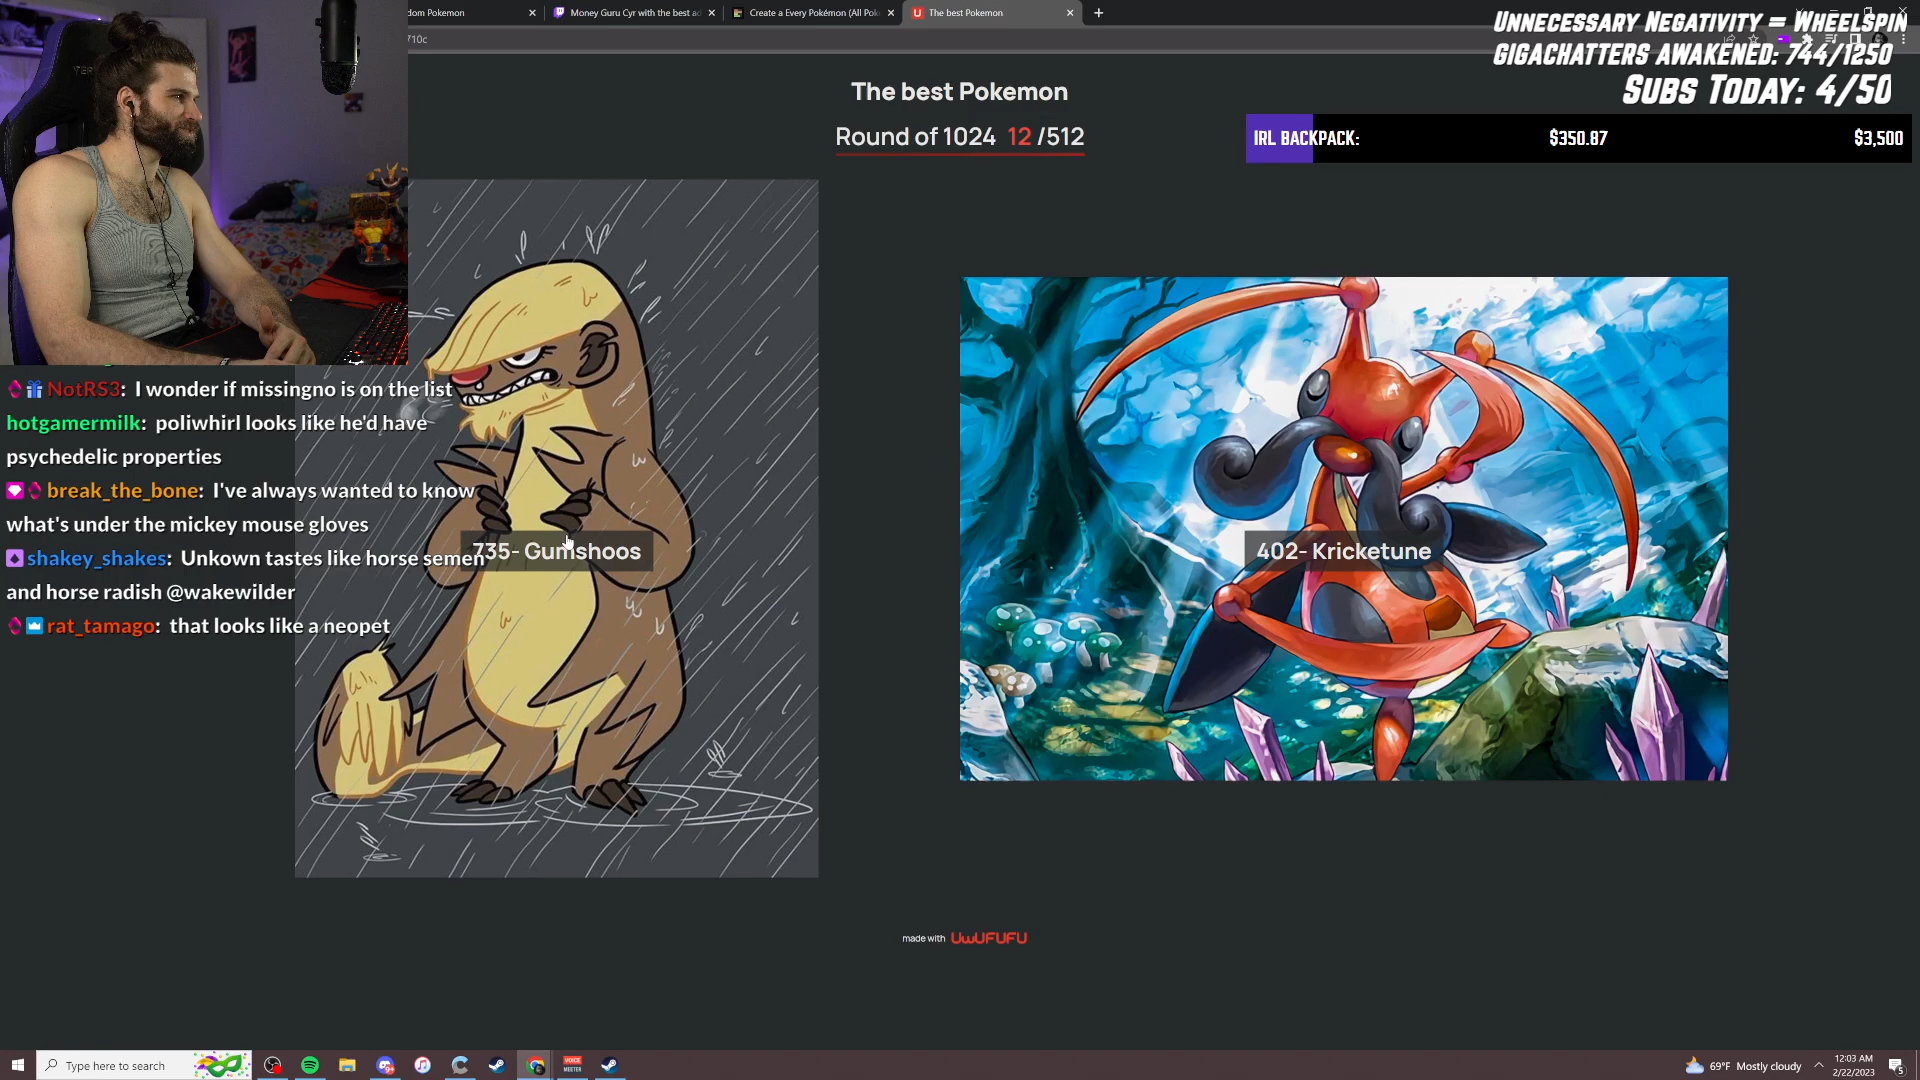 dom Pokemon
Money Guru Cyr with the best ad
Create a Every Pokémon (All Pok
The best Pokemon
710c
Unnecessary Negativity = Wheelspin
GIGACHATTERS AWAKENED: 744/1250
Subs Today: 4/50
IRL BACKPACK: $350.87 $3,500
The best Pokemon
Round of 1024 12 /512
NotRS3: I wonder if missingno is on the list
hotgamermilk: poliwhirl looks like he'd have
psychedelic properties
break_the_bone: I've always wanted to know
what's under the mickey mouse gloves
shakey_shakes: Unkown tastes like horse semen
and horse radish @wakewilder
rat_tamago: that looks like a neopet
735- Gumshoos
402- Kricketune
made with UwUFUFU
Type here to search
VOICE
MEETER
69°F Mostly cloudy
12:03 AM
2/22/2023
5